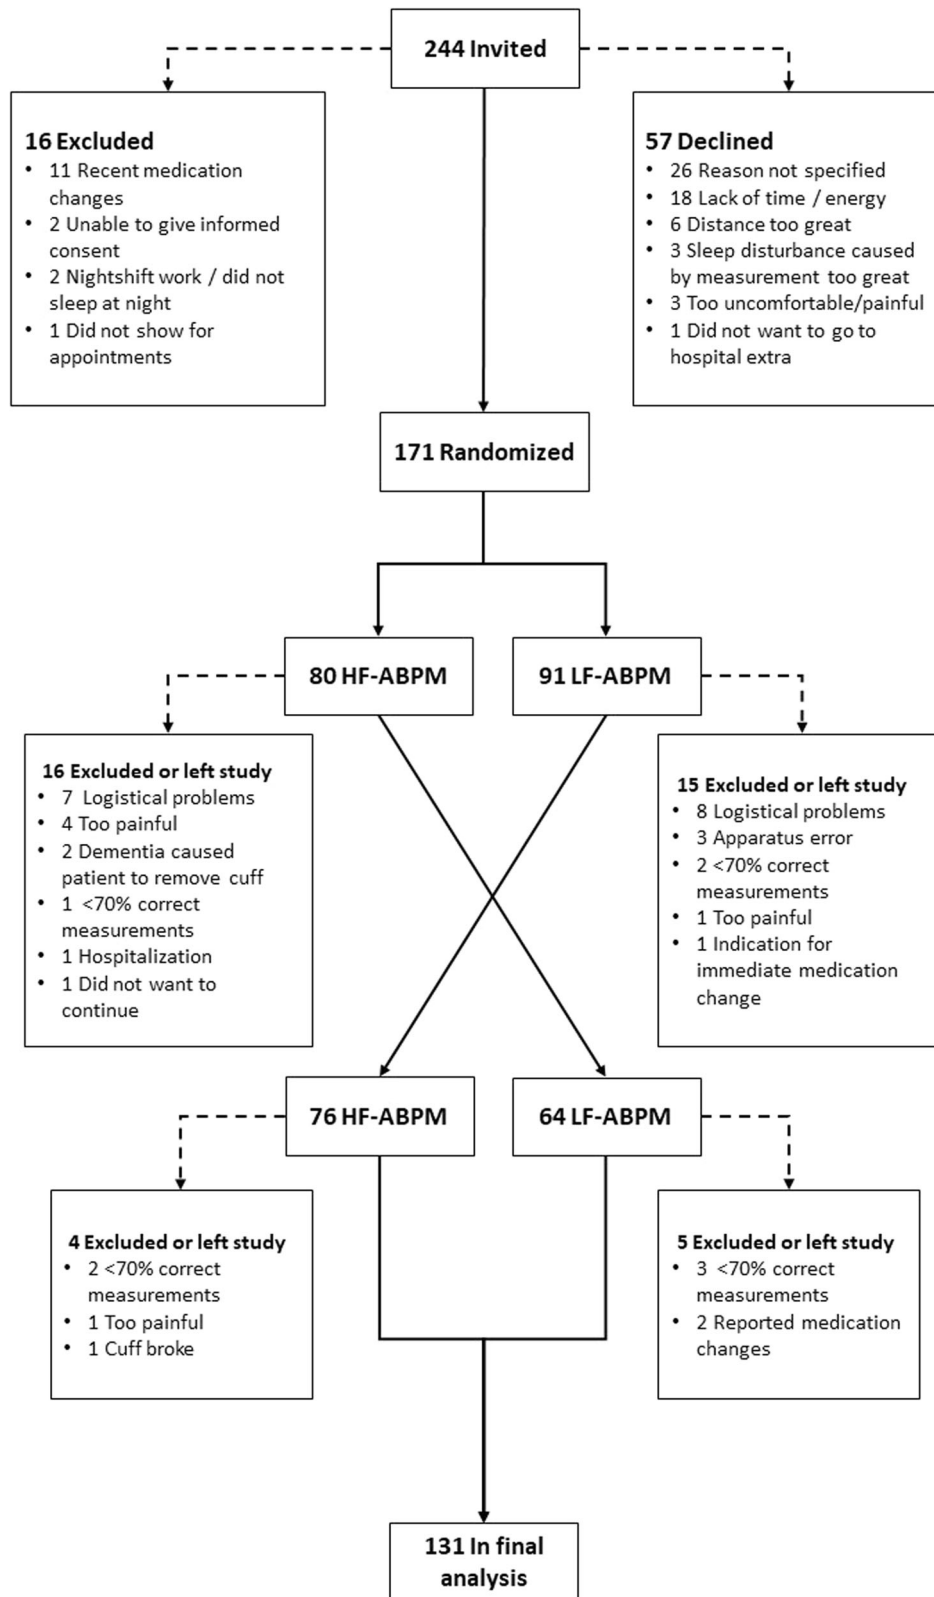 244 Invited
16 Excluded
• 11 Recent medication
changes
• 2 Unable to give informed
consent
• 2 Nightshift work / did not
sleep at night
• 1 Did not show for
appointments
57 Declined
• 26 Reason not specified
• 18 Lack of time / energy
• 6 Distance too great
• 3 Sleep disturbance caused
by measurement too great
• 3 Too uncomfortable/painful
• 1 Did not want to go to
hospital extra
171 Randomized
80 HF-ABPM
91 LF-ABPM
16 Excluded or left study
• 7 Logistical problems
• 4 Too painful
• 2 Dementia caused
patient to remove cuff
• 1 <70% correct
measurements
• 1 Hospitalization
• 1 Did not want to
continue
15 Excluded or left study
• 8 Logistical problems
• 3 Apparatus error
• 2 <70% correct
measurements
• 1 Too painful
• 1 Indication for
immediate medication
change
76 HF-ABPM
64 LF-ABPM
4 Excluded or left study
• 2 <70% correct
measurements
• 1 Too painful
• 1 Cuff broke
5 Excluded or left study
• 3 <70% correct
measurements
• 2 Reported medication
changes
131 In final
analysis